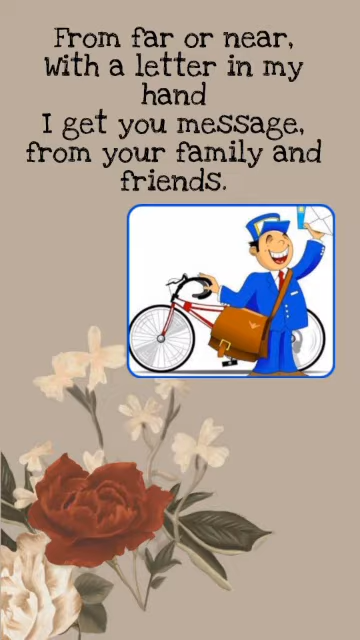 From far or near,
With a letter in my
hand
I get you message,
from your family and
friends.